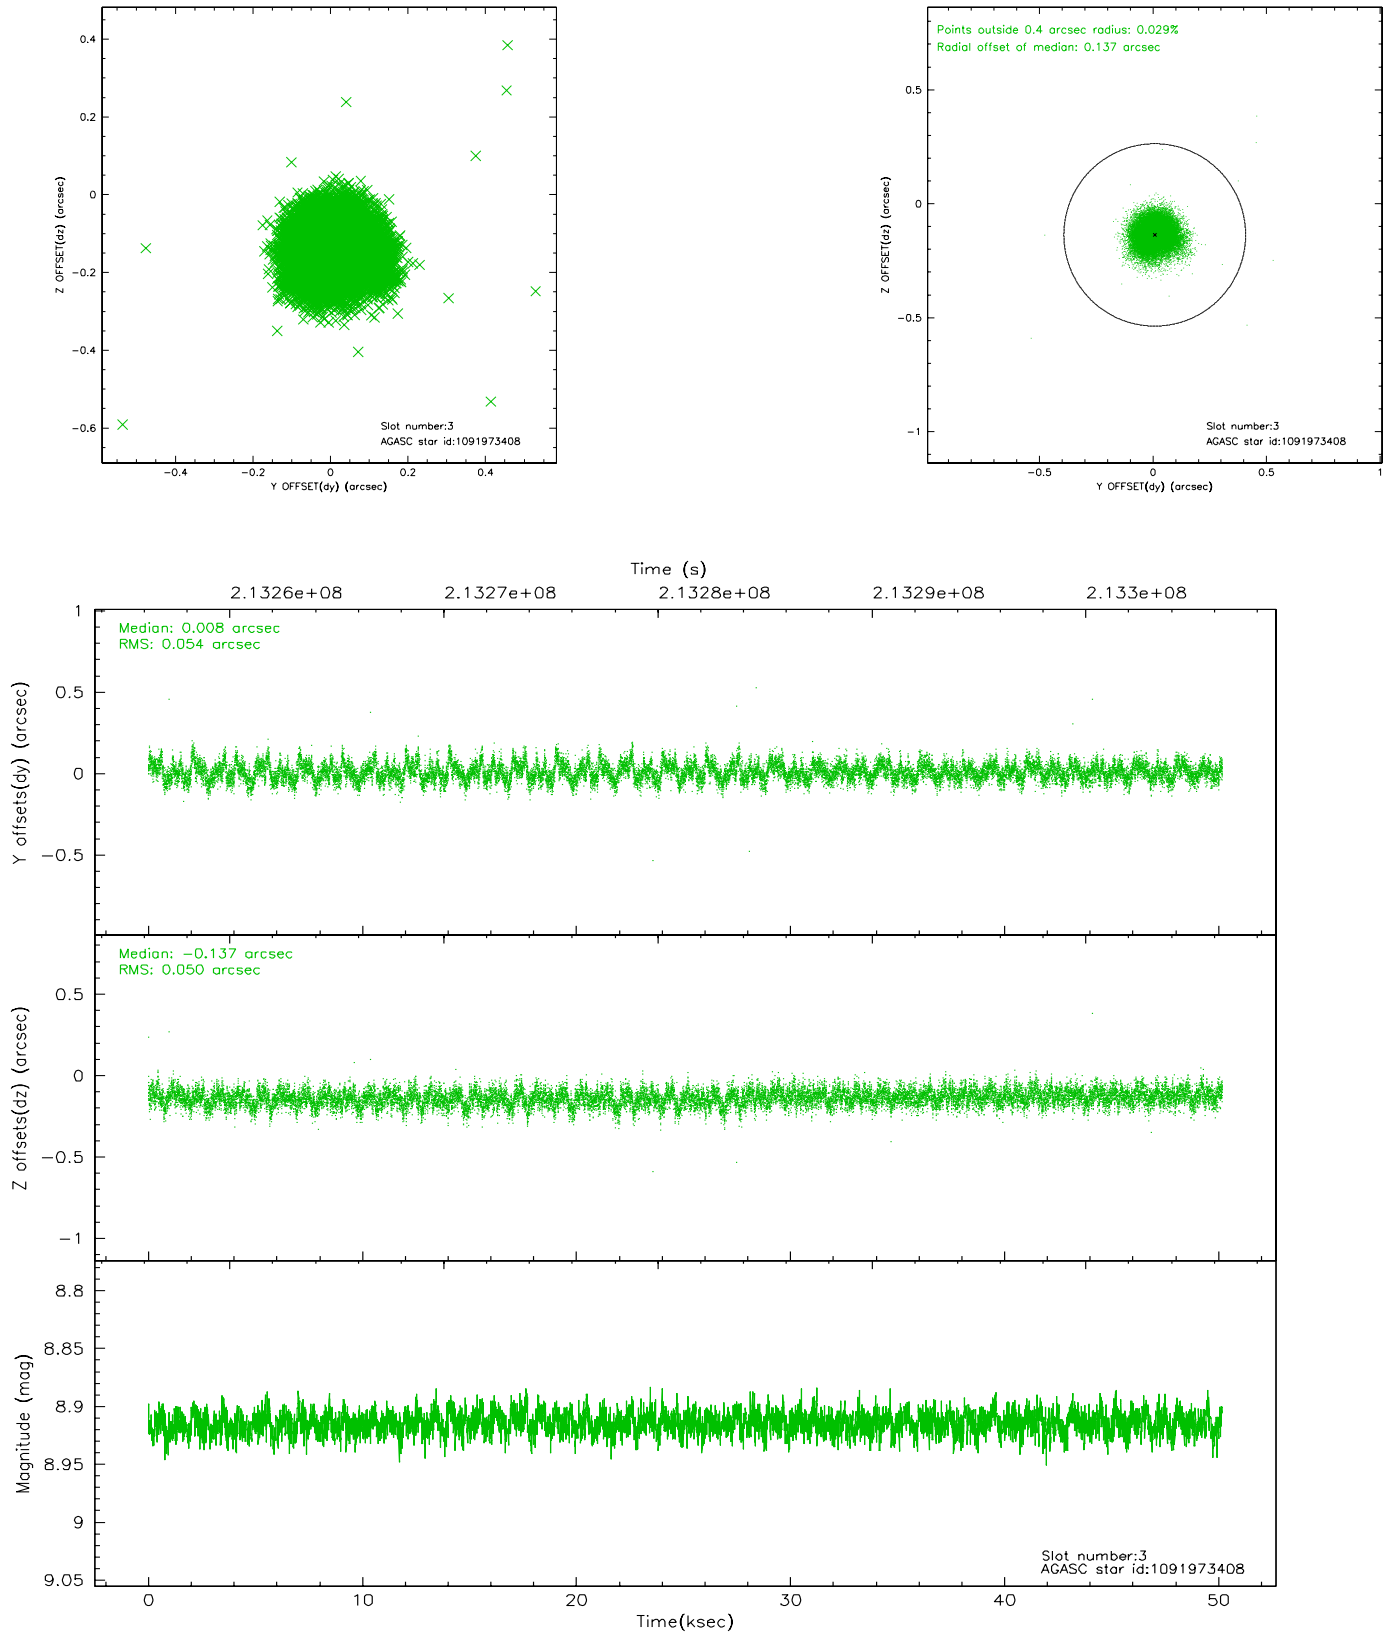 0.4
0.2
0
-0.2
-0.4
-0.6
Z OFFSET(dz) (arcsec)
Slot number:3
AGASC star id:1091973408
-0.4
-0.2
0
0.2
0.4
Y OFFSET(dy) (arcsec)
Points outside 0.4 arcsec radius: 0.029%
Radial offset of median: 0.137 arcsec
0.5
0
-0.5
-1
Z OFFSET(dz) (arcsec)
Slot number:3
AGASC star id:1091973408
-0.5
0
0.5
1
Y OFFSET(dy) (arcsec)
Time (s)
2.1326e+08
2.1327e+08
2.1328e+08
2.1329e+08
2.133e+08
Median: 0.008 arcsec
RMS: 0.054 arcsec
1
0.5
0
-0.5
Y offsets(dy) (arcsec)
Median: -0.137 arcsec
RMS: 0.050 arcsec
0.5
0
-0.5
-1
Z offsets(dz) (arcsec)
8.8
8.85
8.9
8.95
9
9.05
Magnitude (mag)
Slot number:3
AGASC star id:1091973408
0
10
20
30
40
50
Time(ksec)